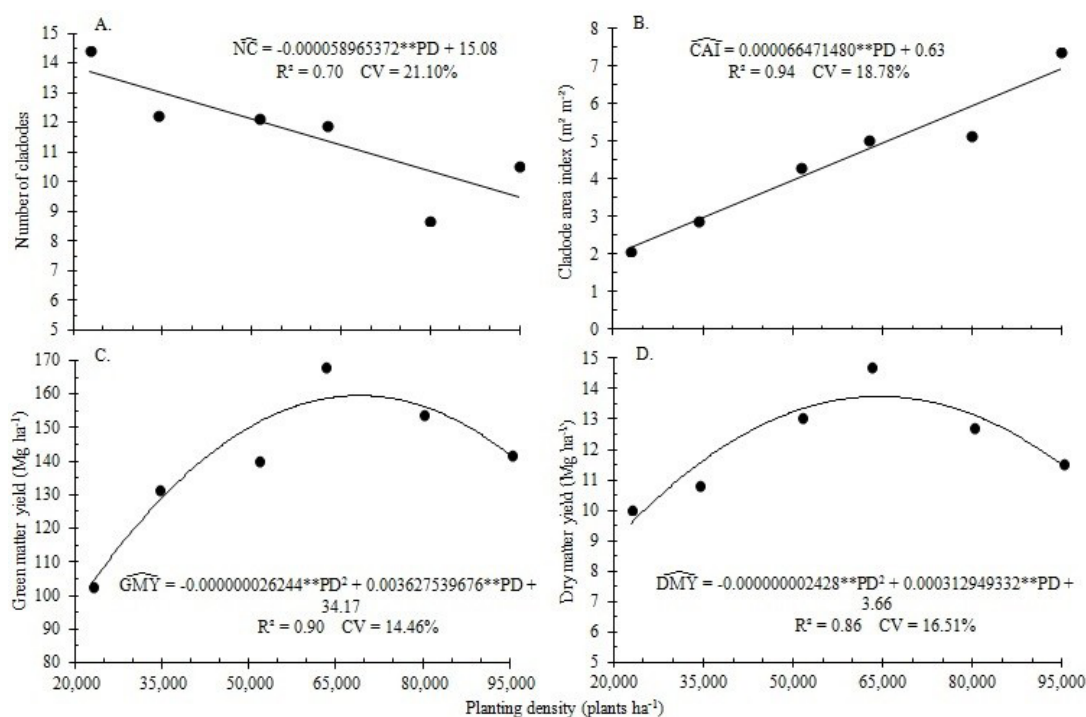 A.
N͡C = -0.000058965372**PD + 15.08
R² = 0.70 CV = 21.10%
Number of cladodes
15
14
13
12
11
10
9
8
7
6
5
B.
C͡AI = 0.000066471480**PD + 0.63
R² = 0.94 CV = 18.78%
Cladode area index (m² m⁻²)
8
7
6
5
4
3
2
1
0
C.
G͡MY = -0.000000026244**PD² + 0.003627539676**PD +
34.17
R² = 0.90 CV = 14.46%
Green matter yield (Mg ha⁻¹)
170
160
150
140
130
120
110
100
90
80
20,000 35,000 50,000 65,000 80,000 95,000
D.
D͡MY = -0.000000002428**PD² + 0.000312949332**PD +
3.66
R² = 0.86 CV = 16.51%
Dry matter yield (Mg ha⁻¹)
15
14
13
12
11
10
9
8
7
6
5
20,000 35,000 50,000 65,000 80,000 95,000
Planting density (plants ha⁻¹)